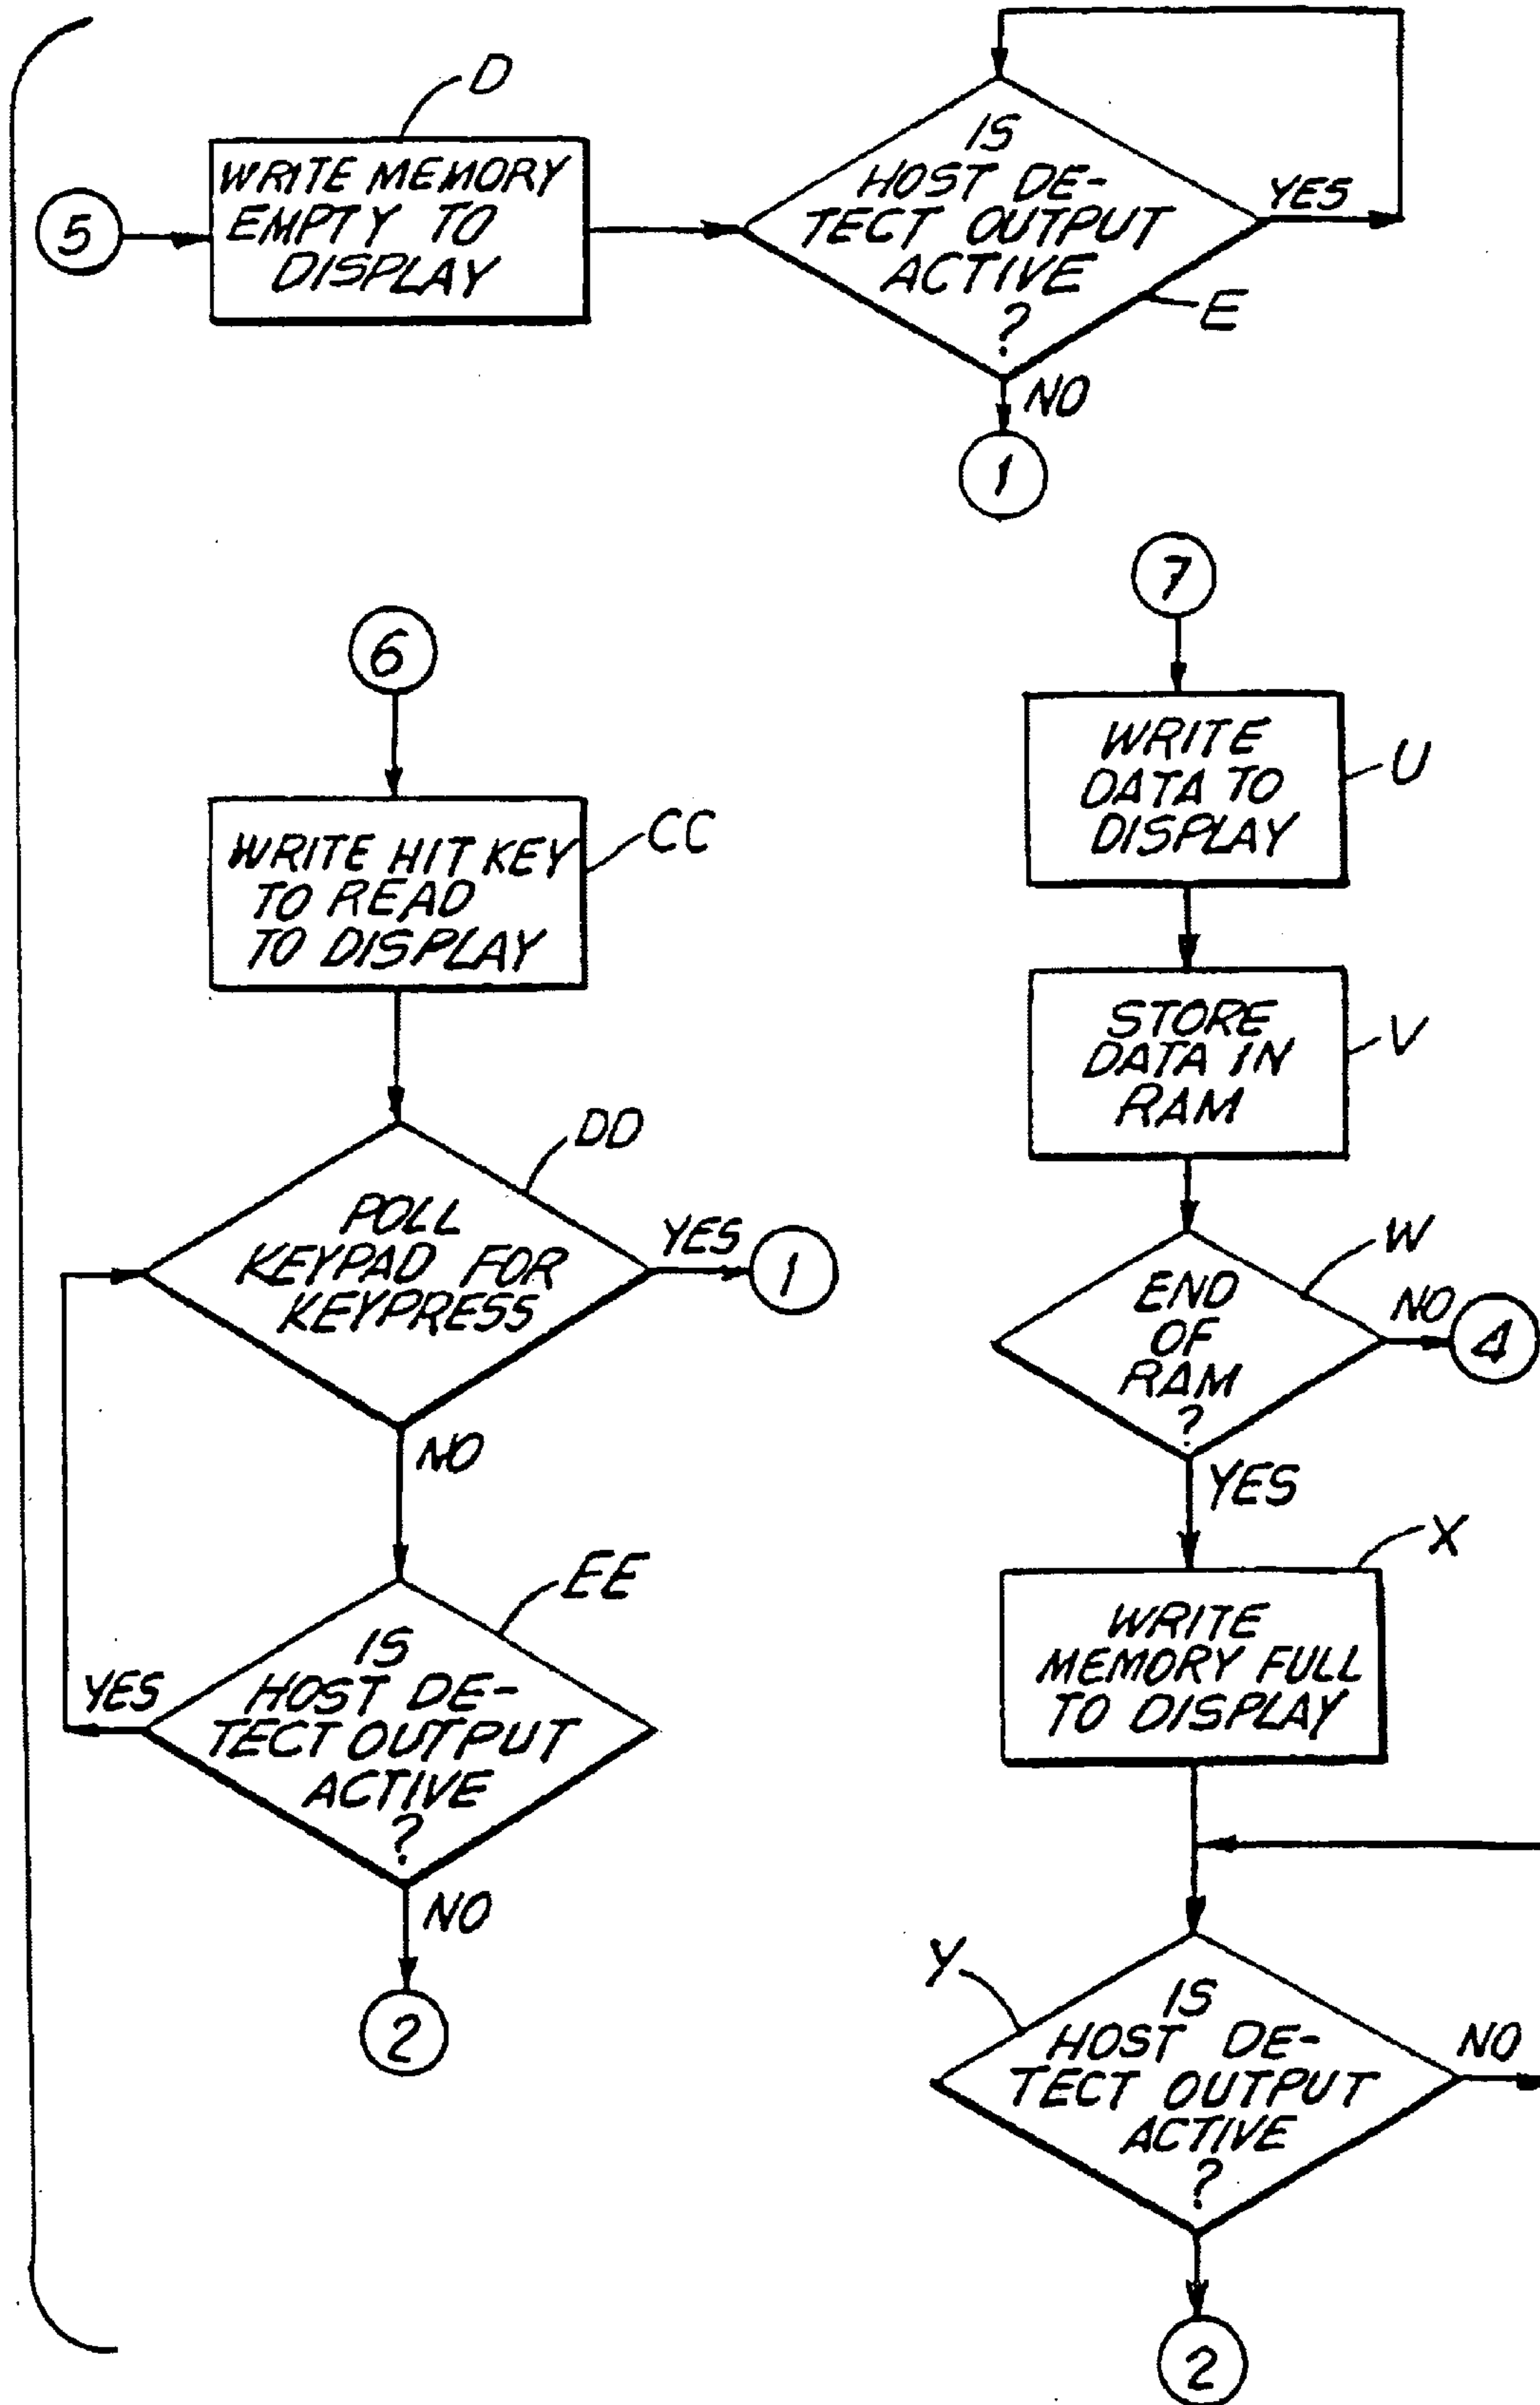 D
5
WRITE MEMORY
EMPTY TO
DISPLAY
IS
HOST DE-
TECT OUTPUT
ACTIVE
?
YES
E
NO
1
6
WRITE HIT KEY
TO READ
TO DISPLAY
CC
POLL
KEYPAD FOR
KEYPRESS
DD
YES
1
NO
IS
HOST DE-
TECT OUTPUT
ACTIVE
?
EE
YES
NO
2
7
WRITE
DATA TO
DISPLAY
U
STORE
DATA IN
RAM
V
END
OF
RAM
?
W
NO
4
YES
X
WRITE
MEMORY FULL
TO DISPLAY
Y
IS
HOST DE-
TECT OUTPUT
ACTIVE
?
NO
2